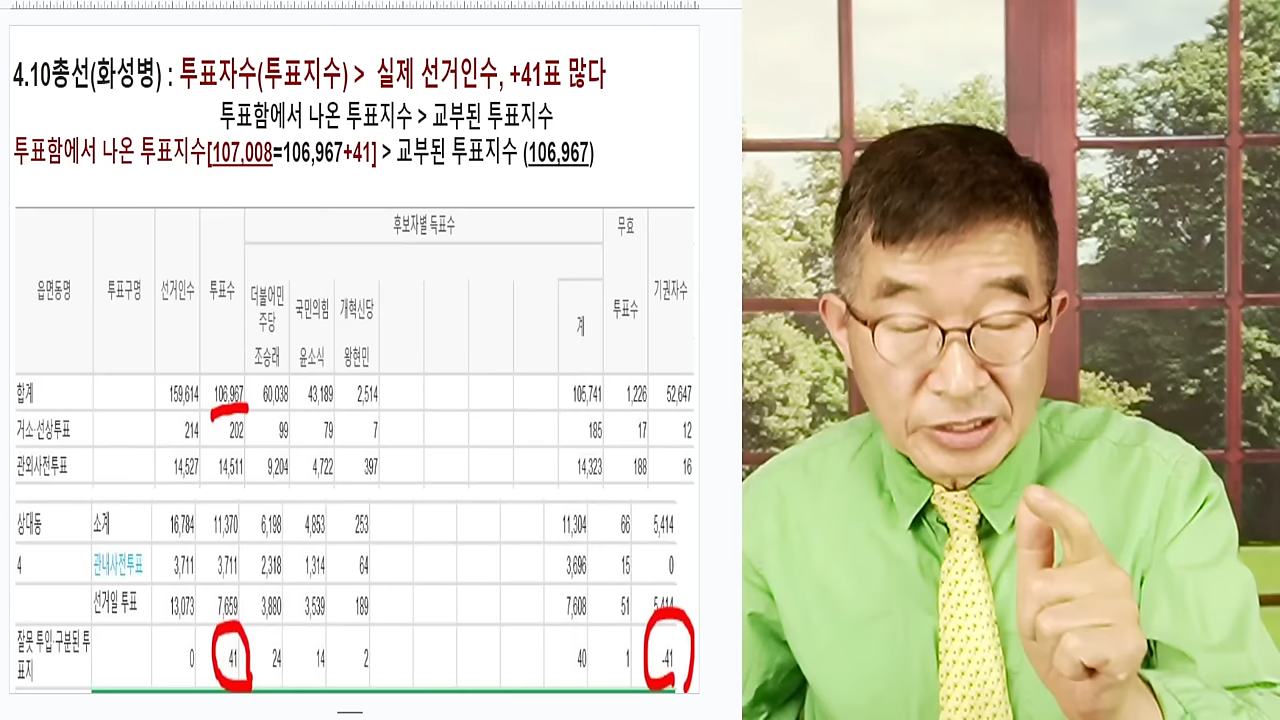 4.10총선(화성병) : 투표자수(투표지수) > 실제 선거인수, +41표 많다
투표함에서 나온 투표지수 > 교부된 투표지수
투표함에서 나온 투표지수[107,008=106,967+41] > 교부된 투표지수 (106,967)
읍면동명 투표구명 선거인수 투표수 후보자별 득표수 무효 투표수 기권자수
더불어민주당 조승래 국민의힘 윤소식 개혁신당 왕현민 계
합계 159,614 106,967 60,038 43,189 2,514 105,741 1,226 52,647
거소·선상투표 214 202 99 79 7 185 17 12
관외사전투표 14,527 14,511 9,204 4,722 397 14,323 188 16
상대동 소계 16,784 11,370 6,198 4,853 253 11,304 66 5,414
4 관내사전투표 3,711 3,711 2,318 1,314 64 3,696 15 0
선거일 투표 13,073 7,659 3,880 3,539 189 7,608 51 5,414
잘못 투입·구분된 투표지 0 41 24 14 2 40 1 -41